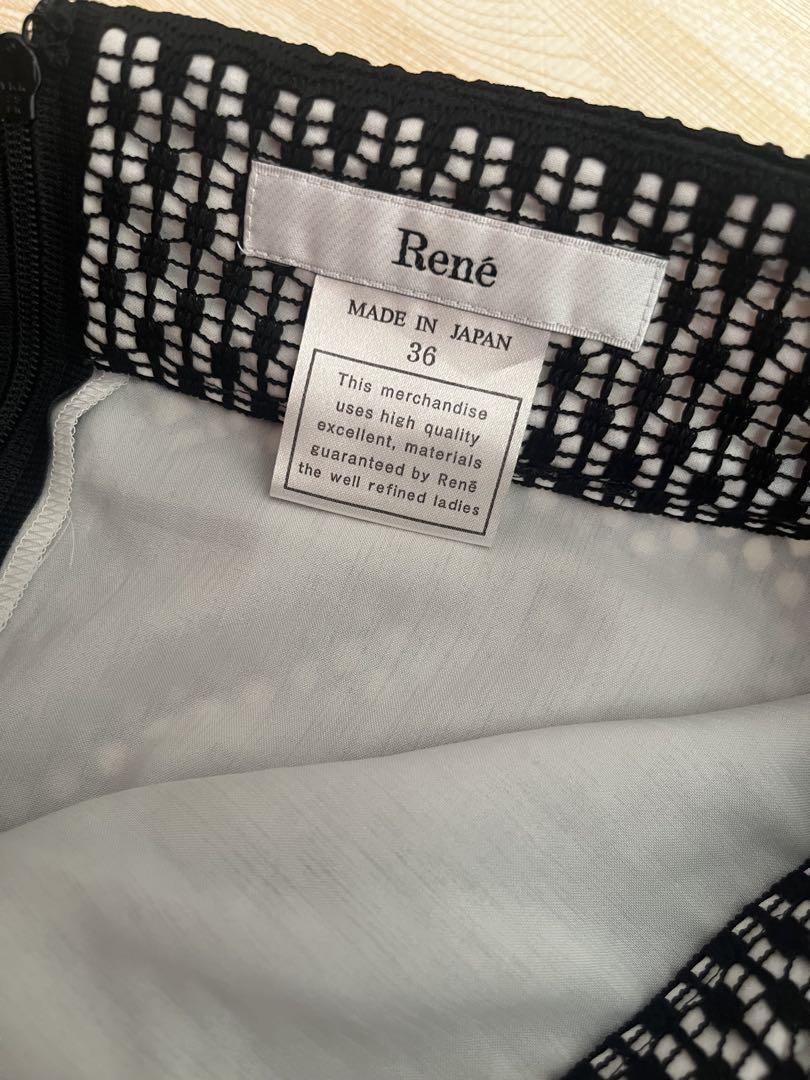 René
MADE IN JAPAN
36
This merchandise
uses high quality
excellent, materials
guaranteed by René
the well refined ladies